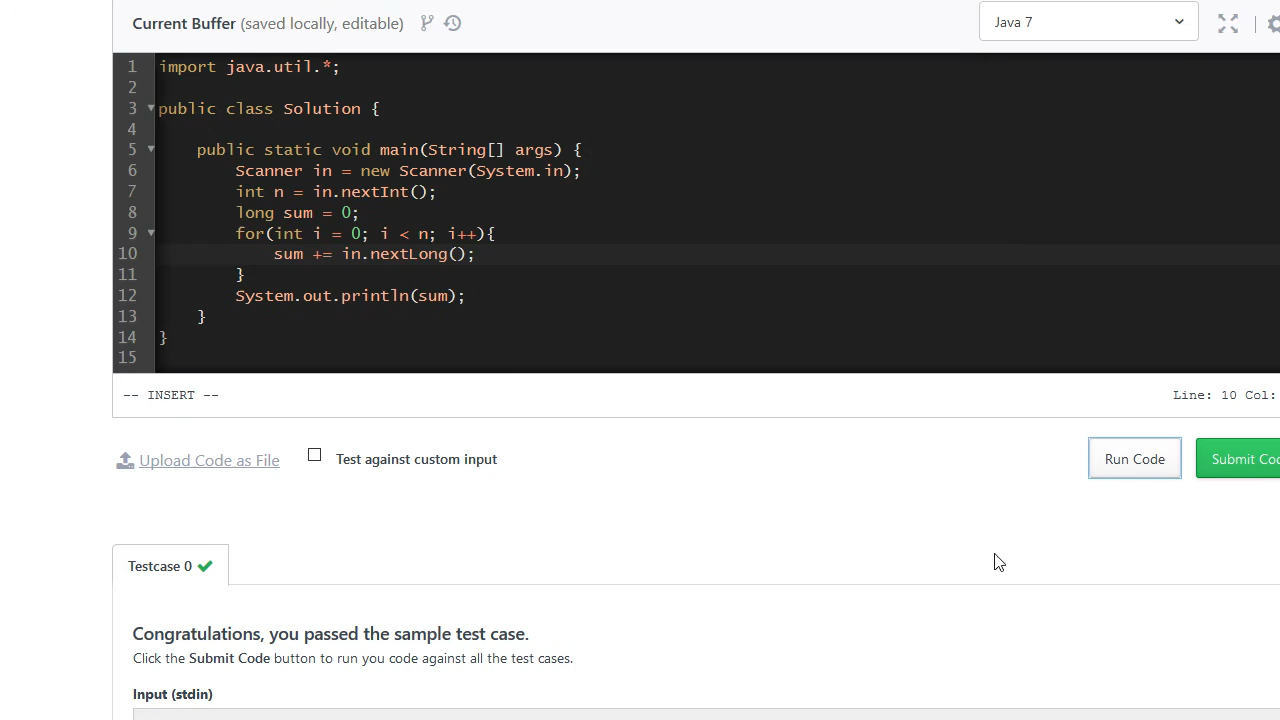 Current Buffer (saved locally, editable)
Java 7
1 import java.util.*;
2
3 public class Solution {
4
5     public static void main(String[] args) {
6         Scanner in = new Scanner(System.in);
7         int n = in.nextInt();
8         long sum = 0;
9         for(int i = 0; i < n; i++){
10             sum += in.nextLong();
11         }
12         System.out.println(sum);
13     }
14 }
15
-- INSERT --
Line: 10 Col:
Upload Code as File
Test against custom input
Run Code
Submit Co
Testcase 0
Congratulations, you passed the sample test case.
Click the Submit Code button to run you code against all the test cases.
Input (stdin)